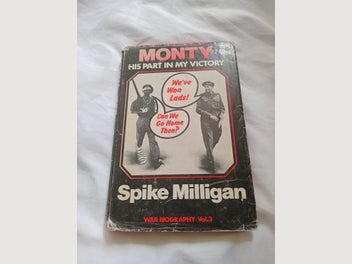 MONTY
HIS PART IN MY VICTORY
We've
Won
Lads!
Can We
Go Home
Then?
Spike Milligan
WAR BIOGRAPHY Vol.3